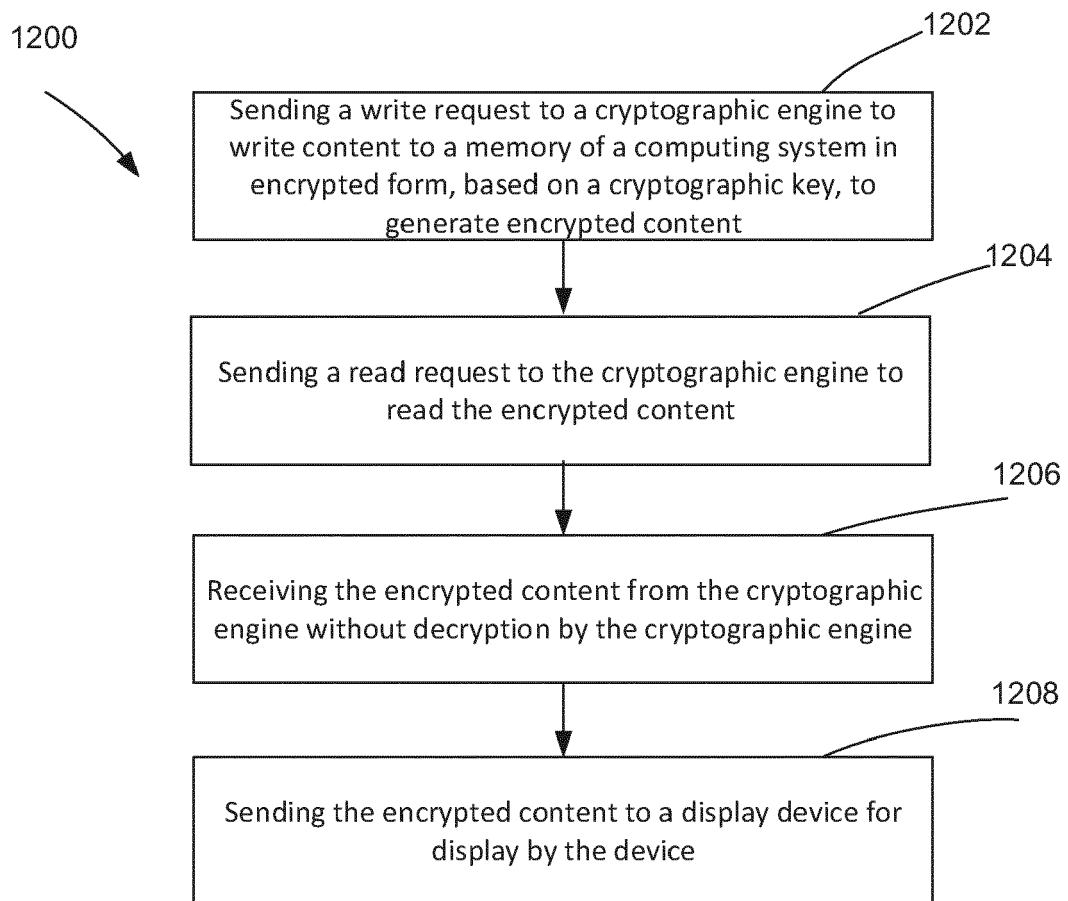 1200
1202
Sending a write request to a cryptographic engine to
write content to a memory of a computing system in
encrypted form, based on a cryptographic key, to
generate encrypted content
1204
Sending a read request to the cryptographic engine to
read the encrypted content
1206
Receiving the encrypted content from the cryptographic
engine without decryption by the cryptographic engine
1208
Sending the encrypted content to a display device for
display by the device